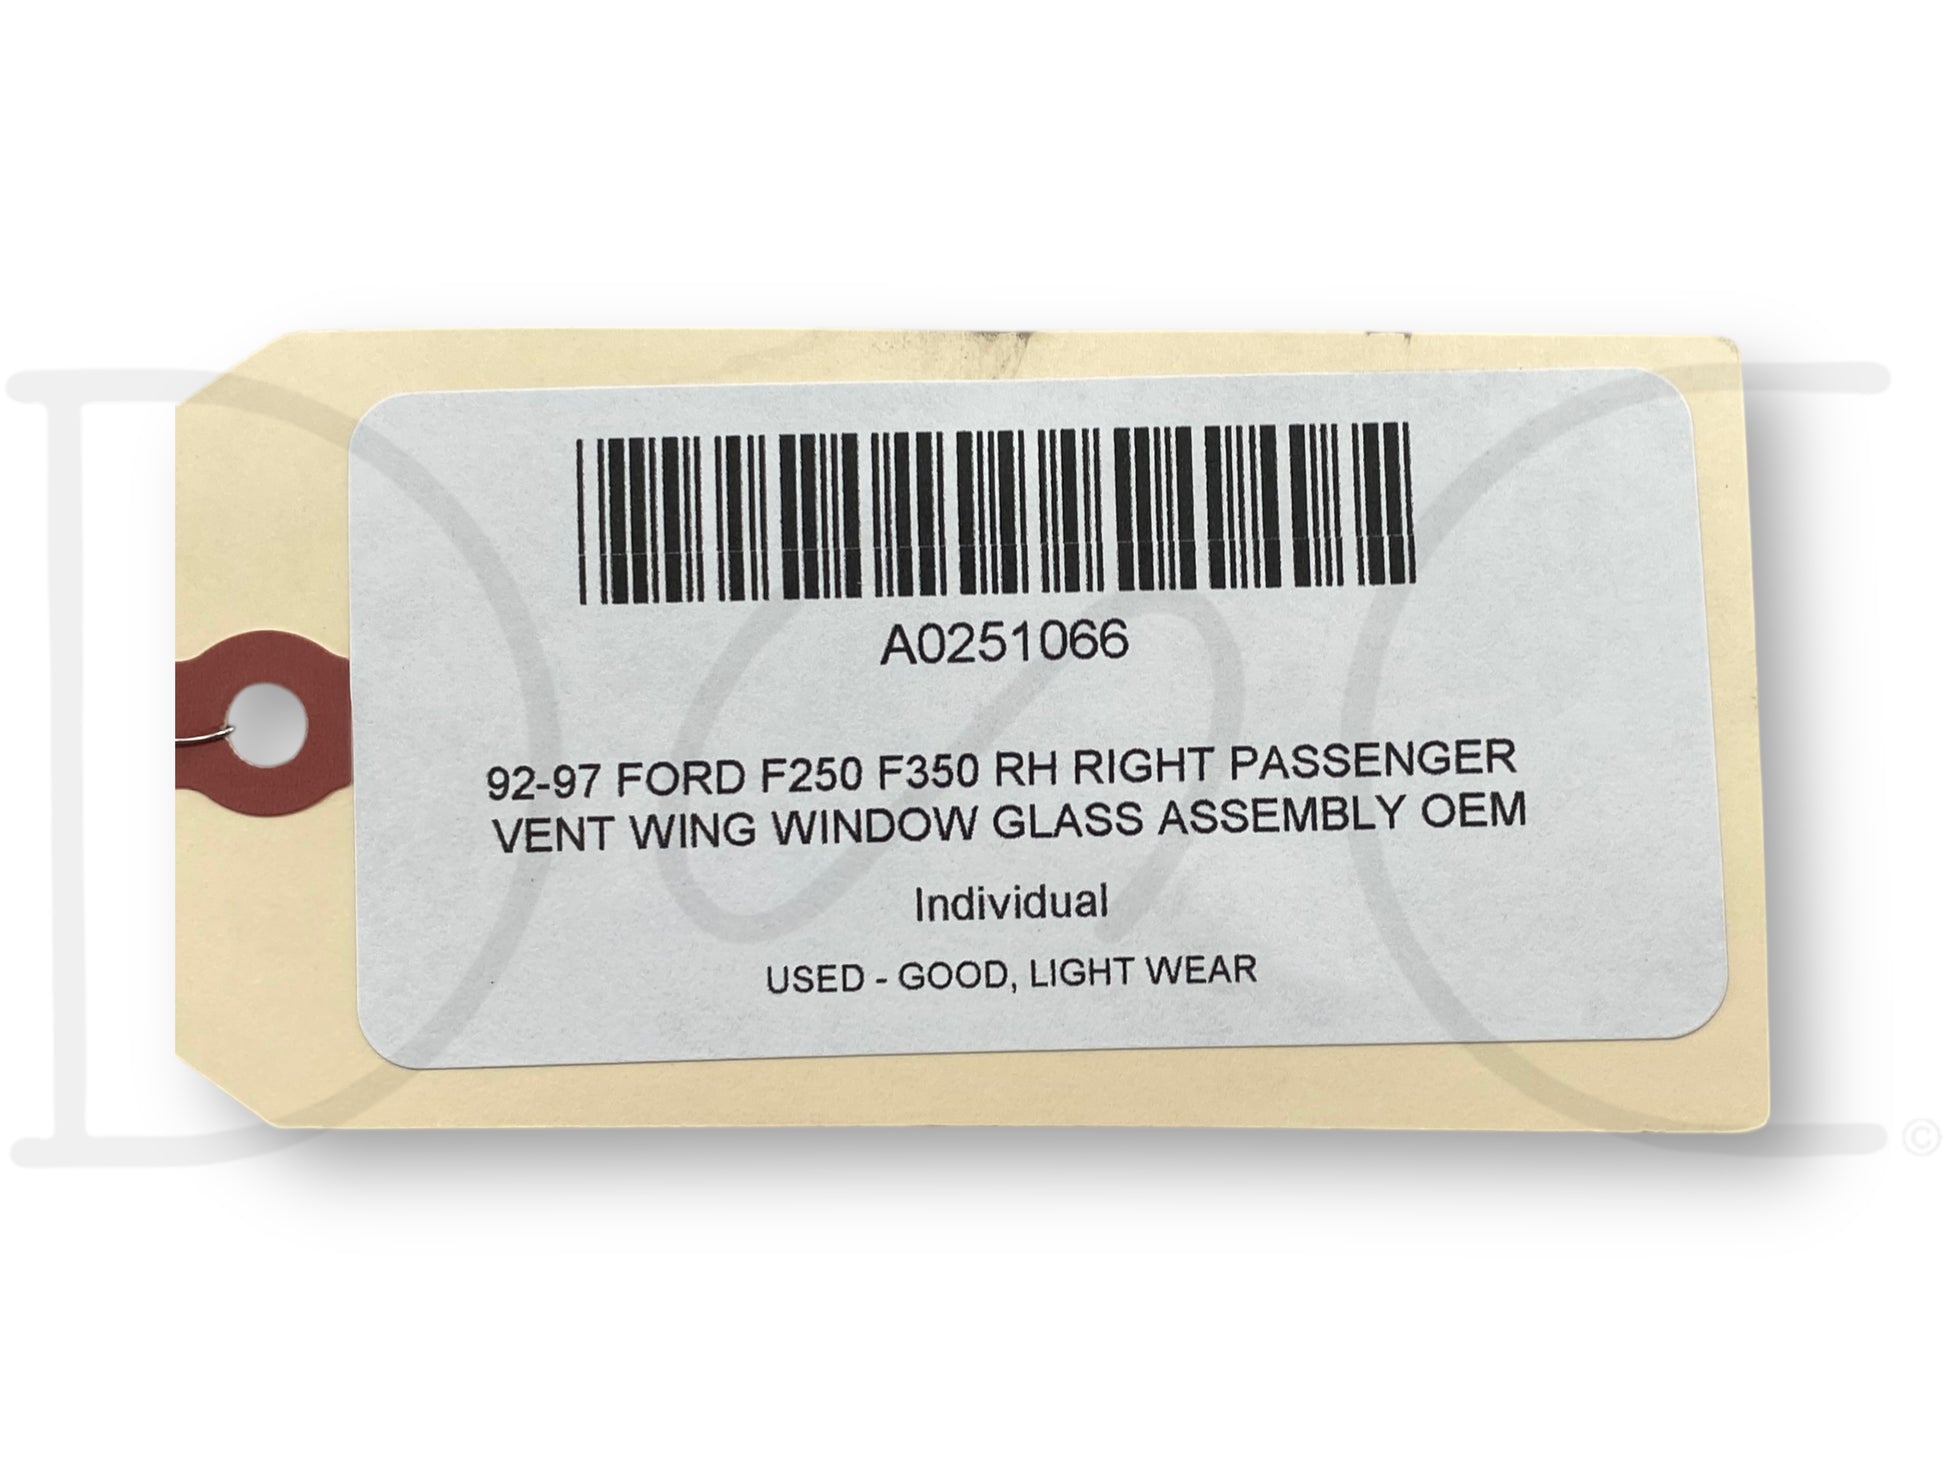 A0251066
92-97 FORD F250 F350 RH RIGHT PASSENGER
VENT WING WINDOW GLASS ASSEMBLY OEM
Individual
USED - GOOD, LIGHT WEAR
©